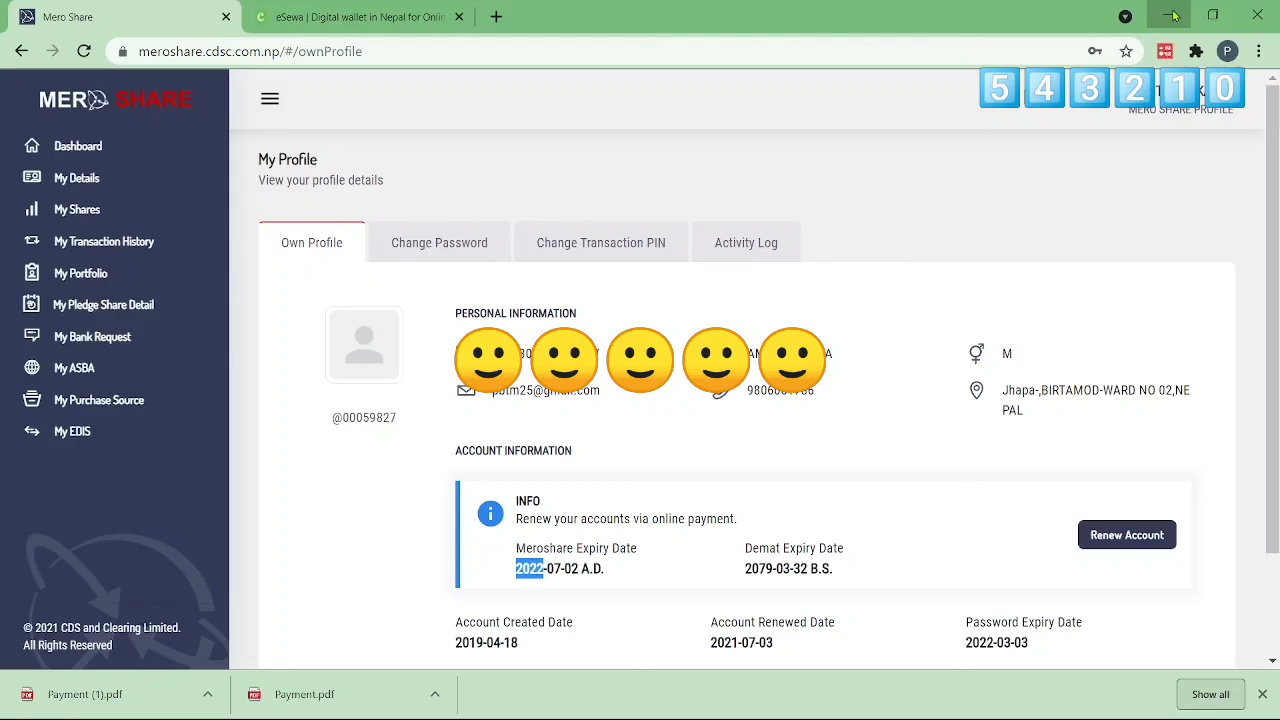 Mero Share
eSewa | Digital wallet in Nepal for Onlin
meroshare.cdsc.com.np/#/ownProfile
P
MERO SHARE
5 4 3 2 1 0
MERO SHARE PROFILE
Dashboard
My Details
My Shares
My Transaction History
My Portfolio
My Pledge Share Detail
My Bank Request
My ASBA
My Purchase Source
My EDIS
My Profile
View your profile details
Own Profile
Change Password
Change Transaction PIN
Activity Log
@00059827
PERSONAL INFORMATION
M
Jhapa-,BIRTAMOD-WARD NO 02,NE
PAL
ACCOUNT INFORMATION
INFO
Renew your accounts via online payment.
Meroshare Expiry Date
2022-07-02 A.D.
Demat Expiry Date
2079-03-32 B.S.
Renew Account
Account Created Date
2019-04-18
Account Renewed Date
2021-07-03
Password Expiry Date
2022-03-03
© 2021 CDS and Clearing Limited.
All Rights Reserved
Payment (1).pdf
Payment.pdf
Show all